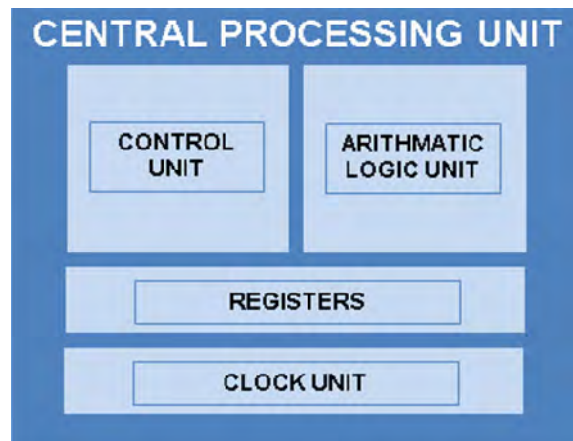 CENTRAL PROCESSING UNIT
CONTROL
UNIT
ARITHMATIC
LOGIC UNIT
REGISTERS
CLOCK UNIT